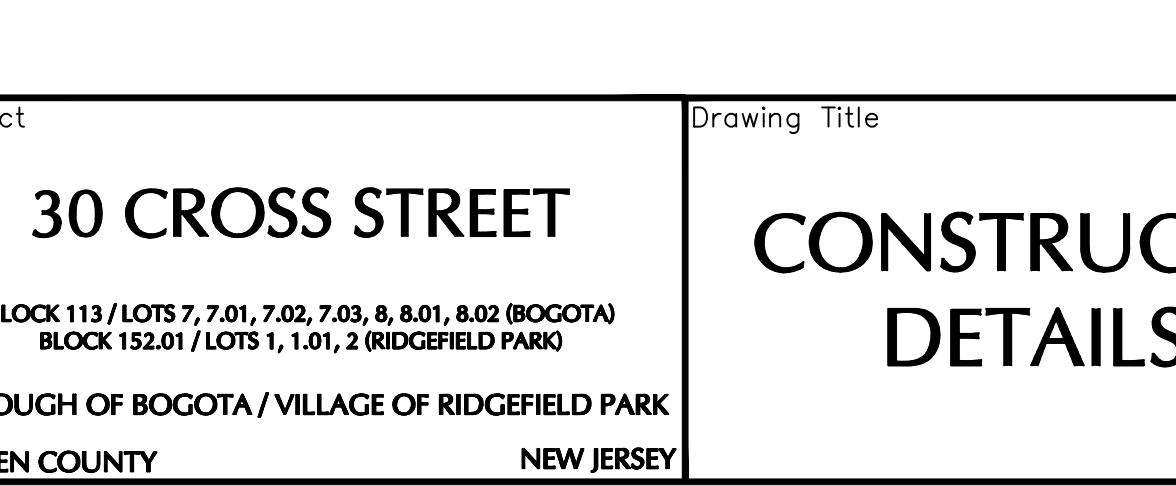 ct
30 CROSS STREET
LOCK 113 / LOTS 7, 7.01, 7.02, 7.03, 8, 8.01, 8.02 (BOGOTA)
BLOCK 152.01 / LOTS 1, 1.01, 2 (RIDGEFIELD PARK)
OUGH OF BOGOTA / VILLAGE OF RIDGEFIELD PARK
EN COUNTY NEW JERSEY
Drawing Title
CONSTRUC
DETAILS